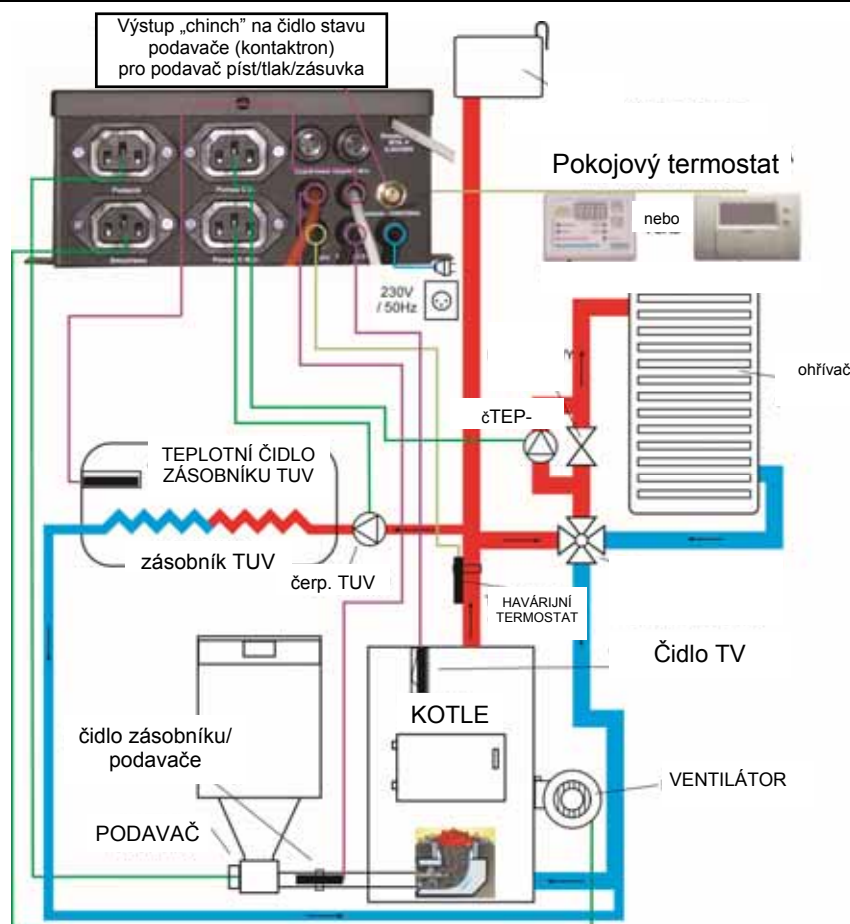 Výstup „chinch” na čidlo stavu
podavače (kontaktron)
pro podavač píst/tlak/zásuvka
Pokojový termostat
nebo
230V
/ 50Hz
ohřívač
čTEP-
TEPLOTNÍ ČIDLO
ZÁSOBNÍKU TUV
zásobník TUV
čerp. TUV
HAVÁRIJNÍ
TERMOSTAT
Čidlo TV
KOTLE
čidlo zásobníku/
podavače
VENTILÁTOR
PODAVAČ